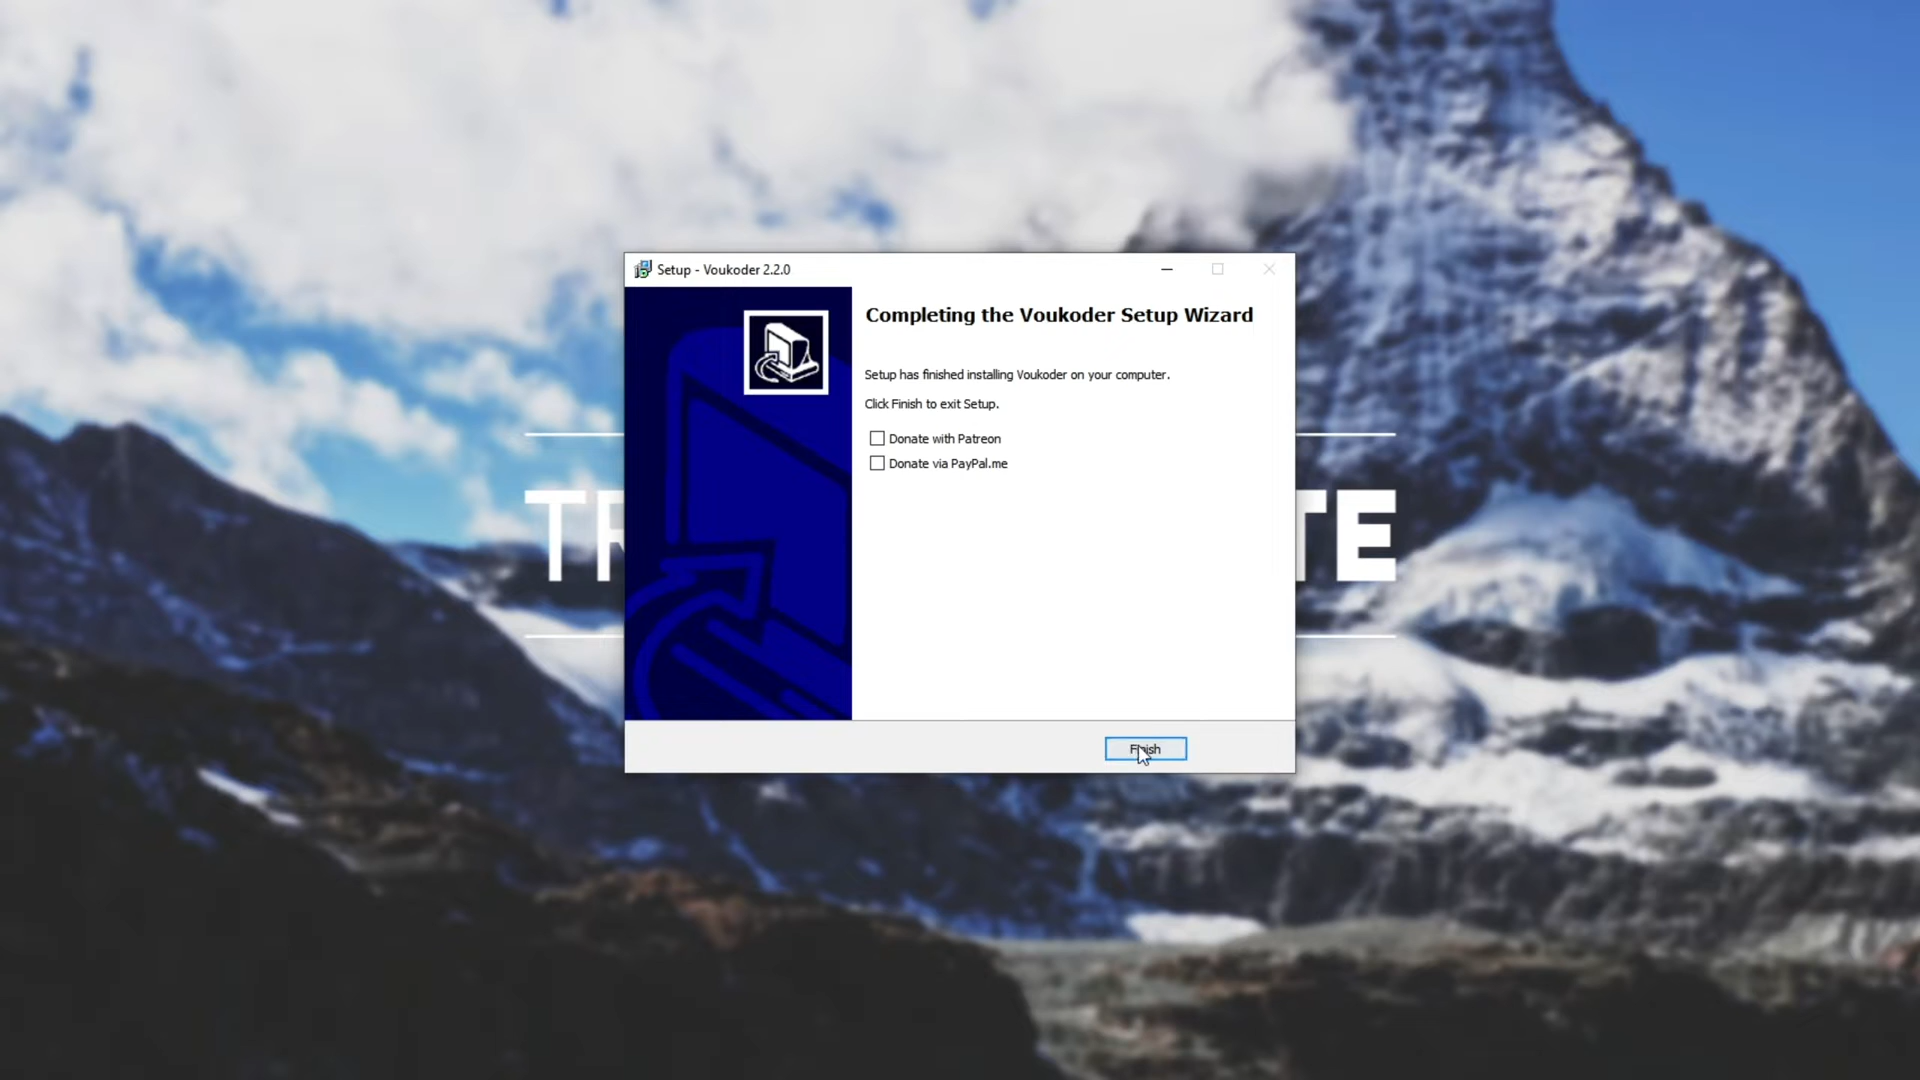 Setup - Voukoder 2.2.0
Completing the Voukoder Setup Wizard
Setup has finished installing Voukoder on your computer.
Click Finish to exit Setup.
Donate with Patreon
Donate via PayPal.me
Finish